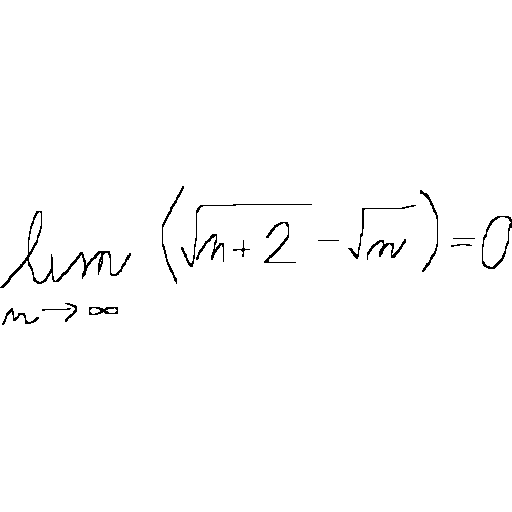 lim (√(n+2) − √n) = 0
n → ∞